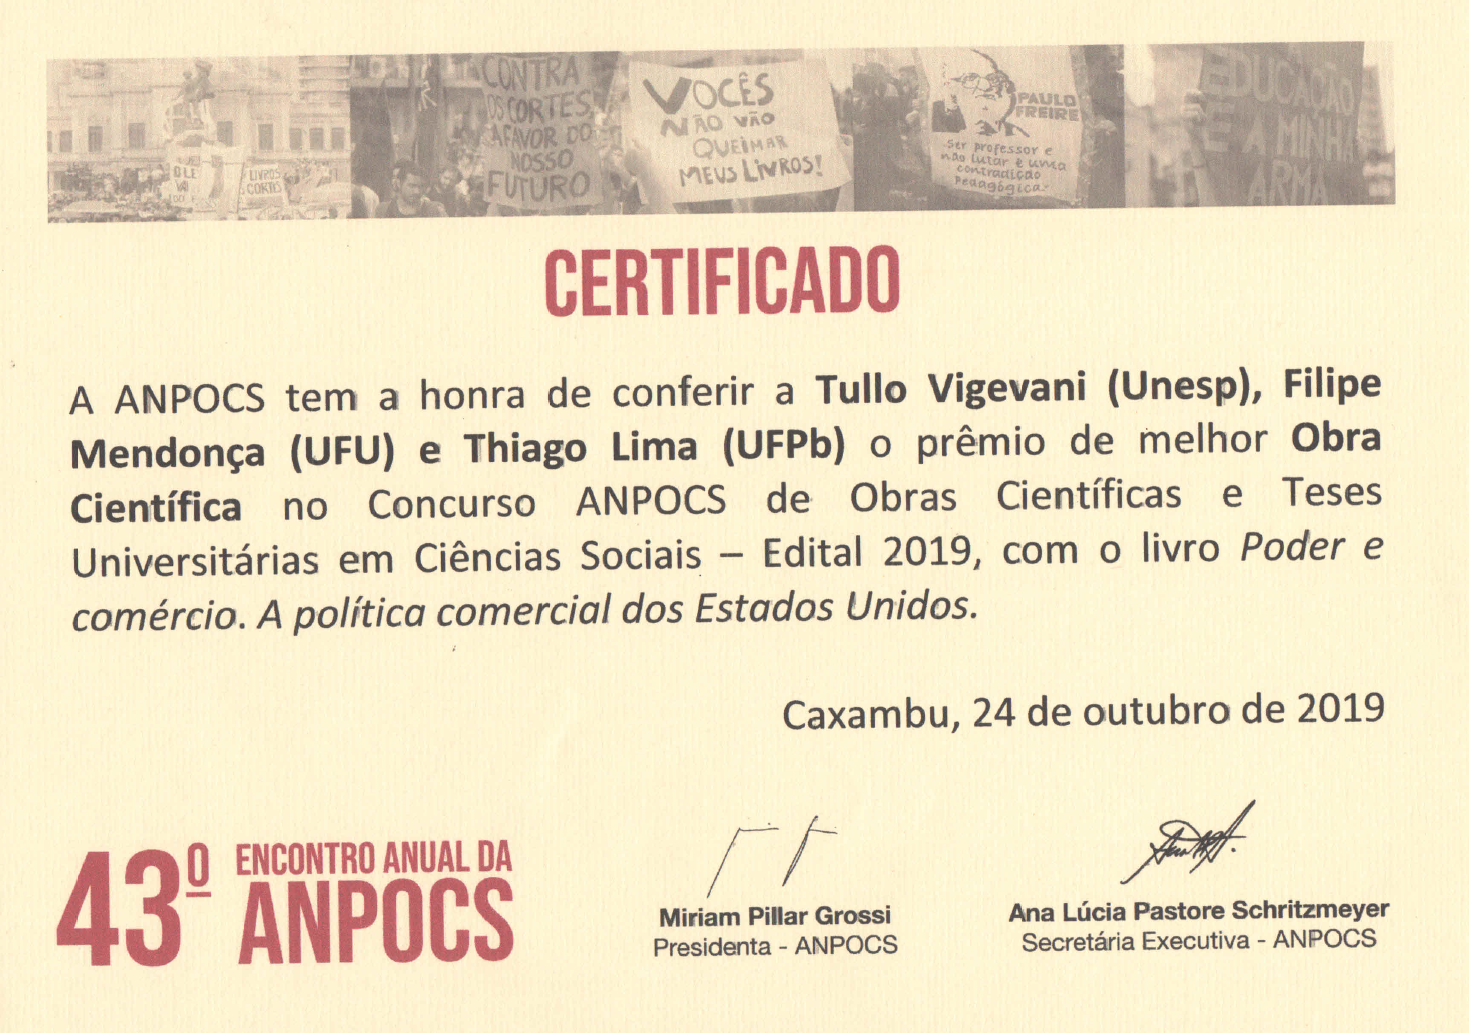 LIVROS
CORTES
CONTRA
OS CORTES,
A FAVOR DO
NOSSO
FUTURO
VOCÊS
NÃO VÃO
QUEIMAR
MEUS LIVROS!
PAULO
FREIRE
Ser professor e
não lutar é uma
contradição
pedagógica.
EDUCAÇÃO
É
A MINHA
ARMA
CERTIFICADO
A ANPOCS tem a honra de conferir a Tullo Vigevani (Unesp), Filipe
Mendonça (UFU) e Thiago Lima (UFPb) o prêmio de melhor Obra
Científica no Concurso ANPOCS de Obras Científicas e Teses
Universitárias em Ciências Sociais – Edital 2019, com o livro Poder e
comércio. A política comercial dos Estados Unidos.
Caxambu, 24 de outubro de 2019
43º ENCONTRO ANUAL DA
ANPOCS
Miriam Pillar Grossi
Presidenta - ANPOCS
Ana Lúcia Pastore Schritzmeyer
Secretária Executiva - ANPOCS